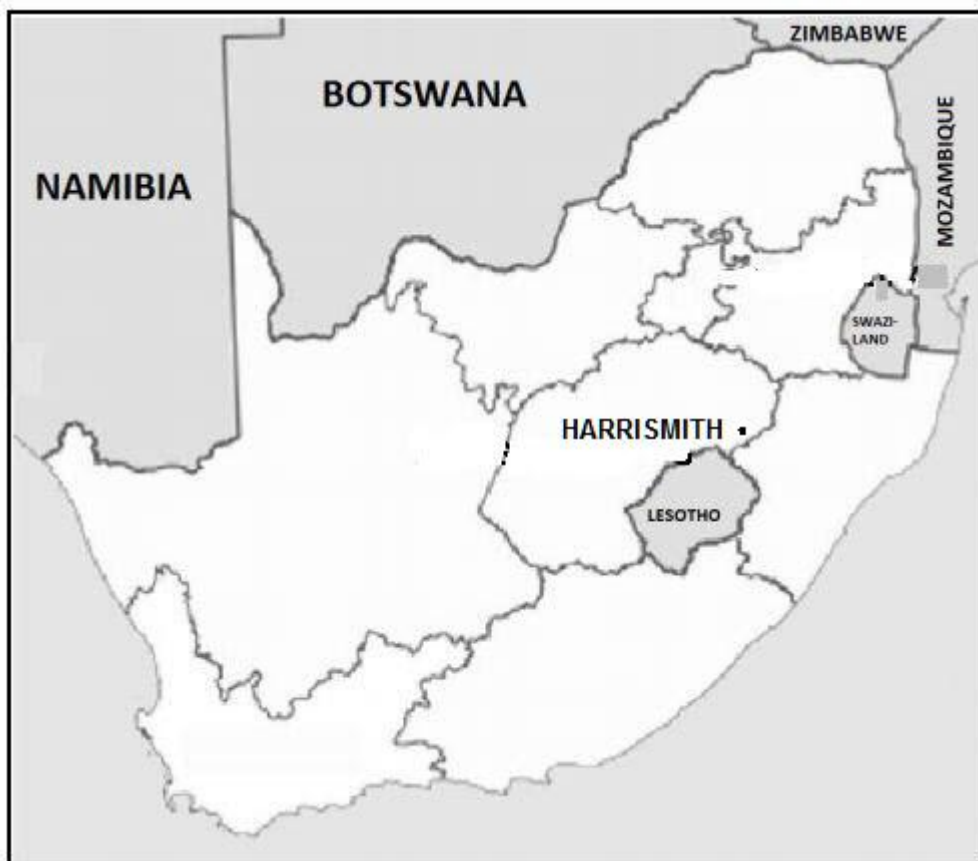 ZIMBABWE
BOTSWANA
MOZAMBIQUE
NAMIBIA
SWAZI-
LAND
HARRISMITH
LESOTHO